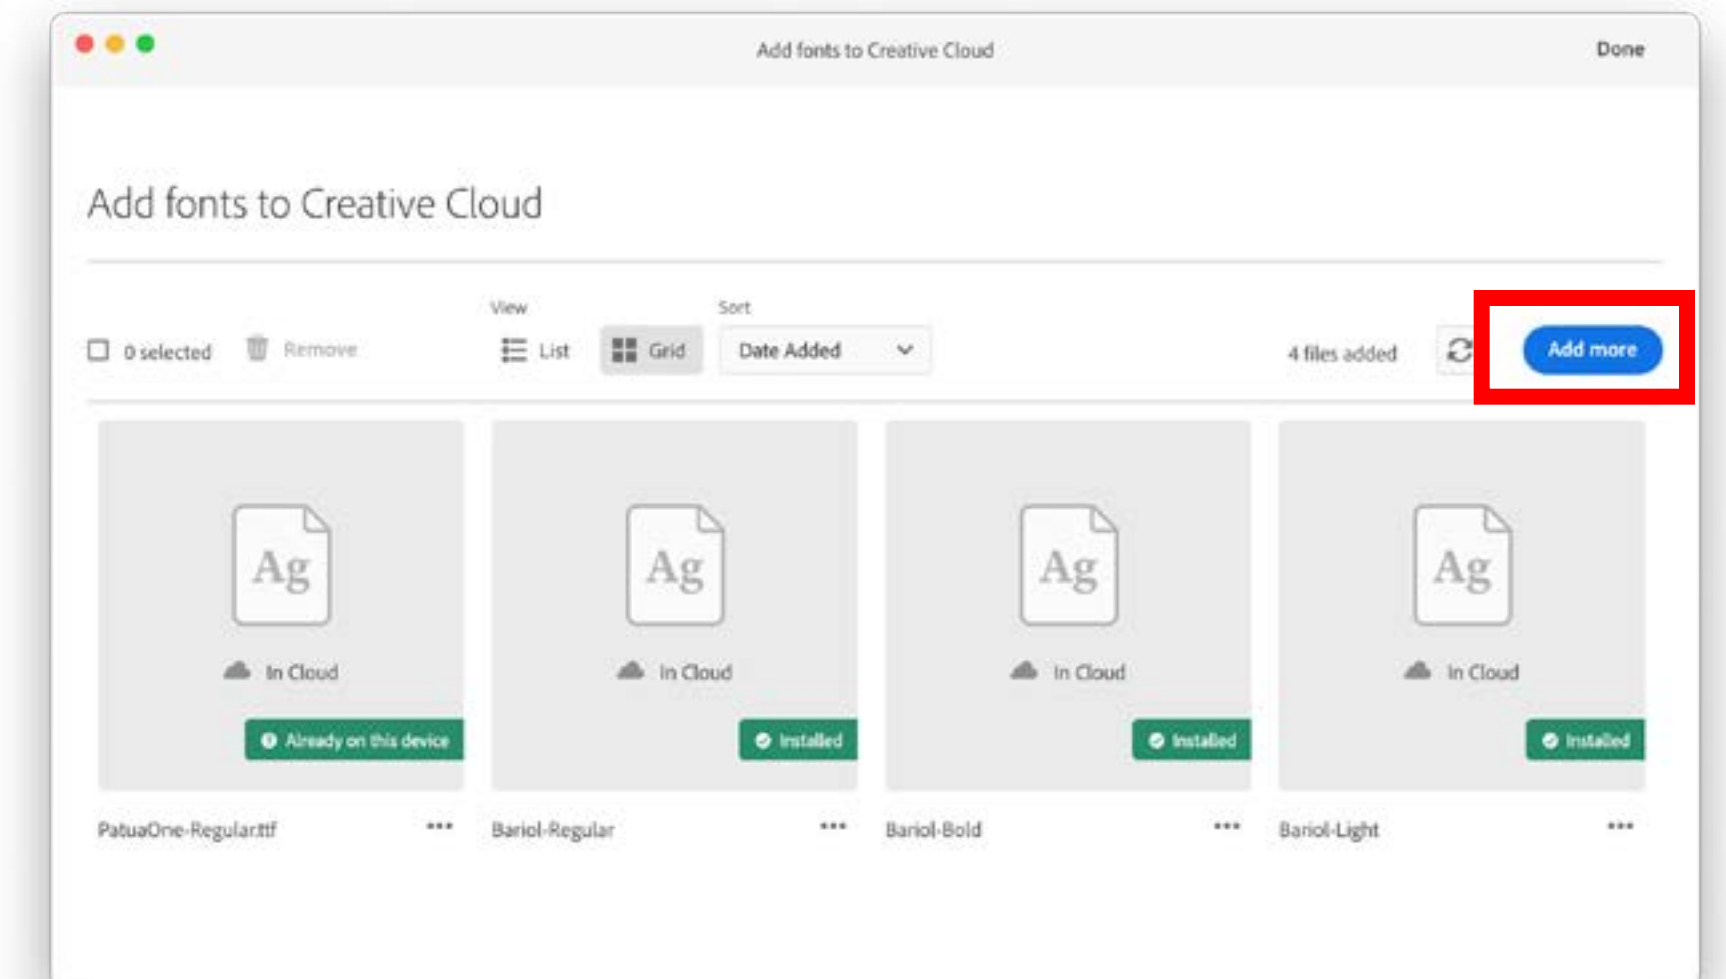 Add fonts to Creative Cloud
Done
Add fonts to Creative Cloud
View
Sort
0 selected
Remove
List
Grid
Date Added
4 files added
Add more
Ag
Ag
Ag
Ag
In Cloud
In Cloud
In Cloud
In Cloud
Already on this device
Installed
Installed
Installed
PatuaOne-Regular.ttf
Bariol-Regular
Bariol-Bold
Bariol-Light